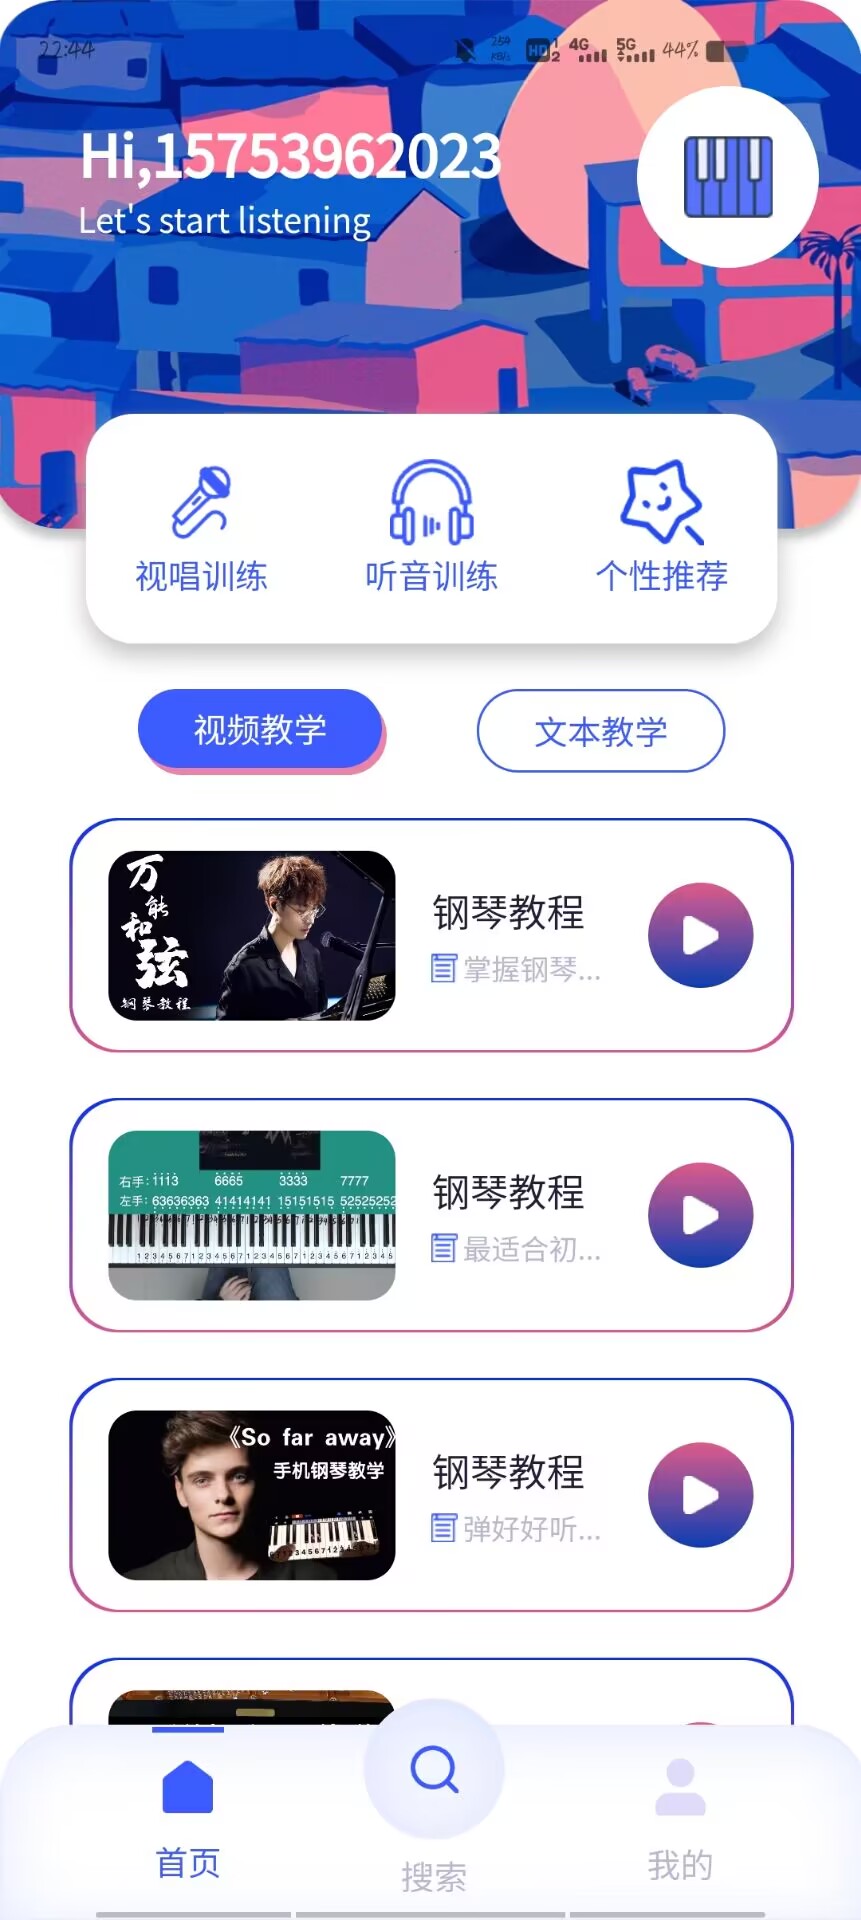 22:44
254 KB/s HD 1 2 4G 5G 44%
Hi,15753962023
Let's start listening
视唱训练 听音训练 个性推荐
视频教学 文本教学
万能和弦
钢琴教程
钢琴教程
掌握钢琴...
右手: 1113 6665 3333 7777
左手: 63636363 41414141 15151515 52525252
钢琴教程
最适合初...
《So far away》
手机钢琴教学
钢琴教程
弹好好听...
首页 搜索 我的